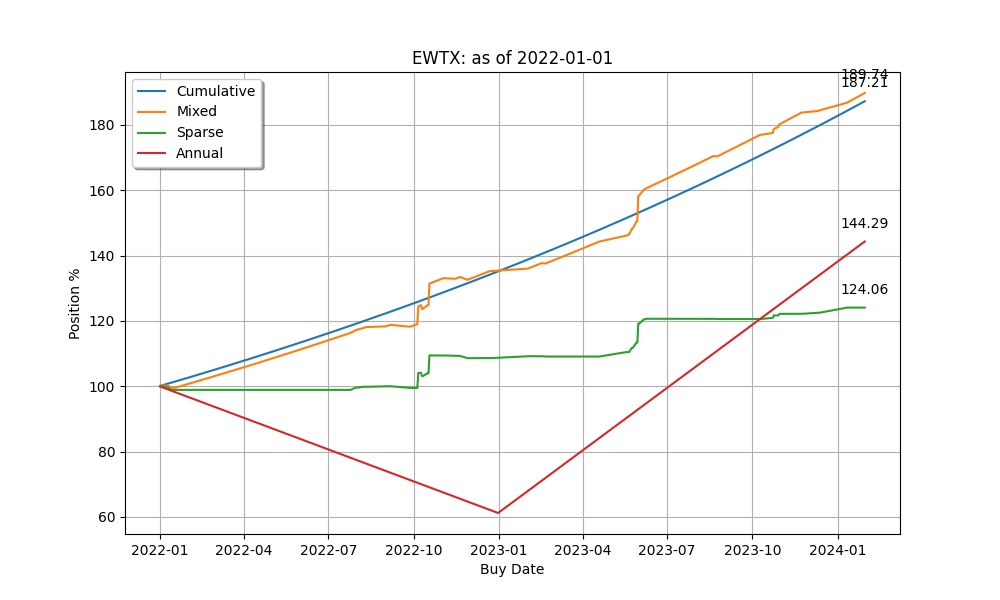 EWTX: as of 2022-01-01
Cumulative
Mixed
Sparse
Annual
189.74
187.21
144.29
124.06
Position %
180
160
140
120
100
80
60
2022-01 2022-04 2022-07 2022-10 2023-01 2023-04 2023-07 2023-10 2024-01
Buy Date